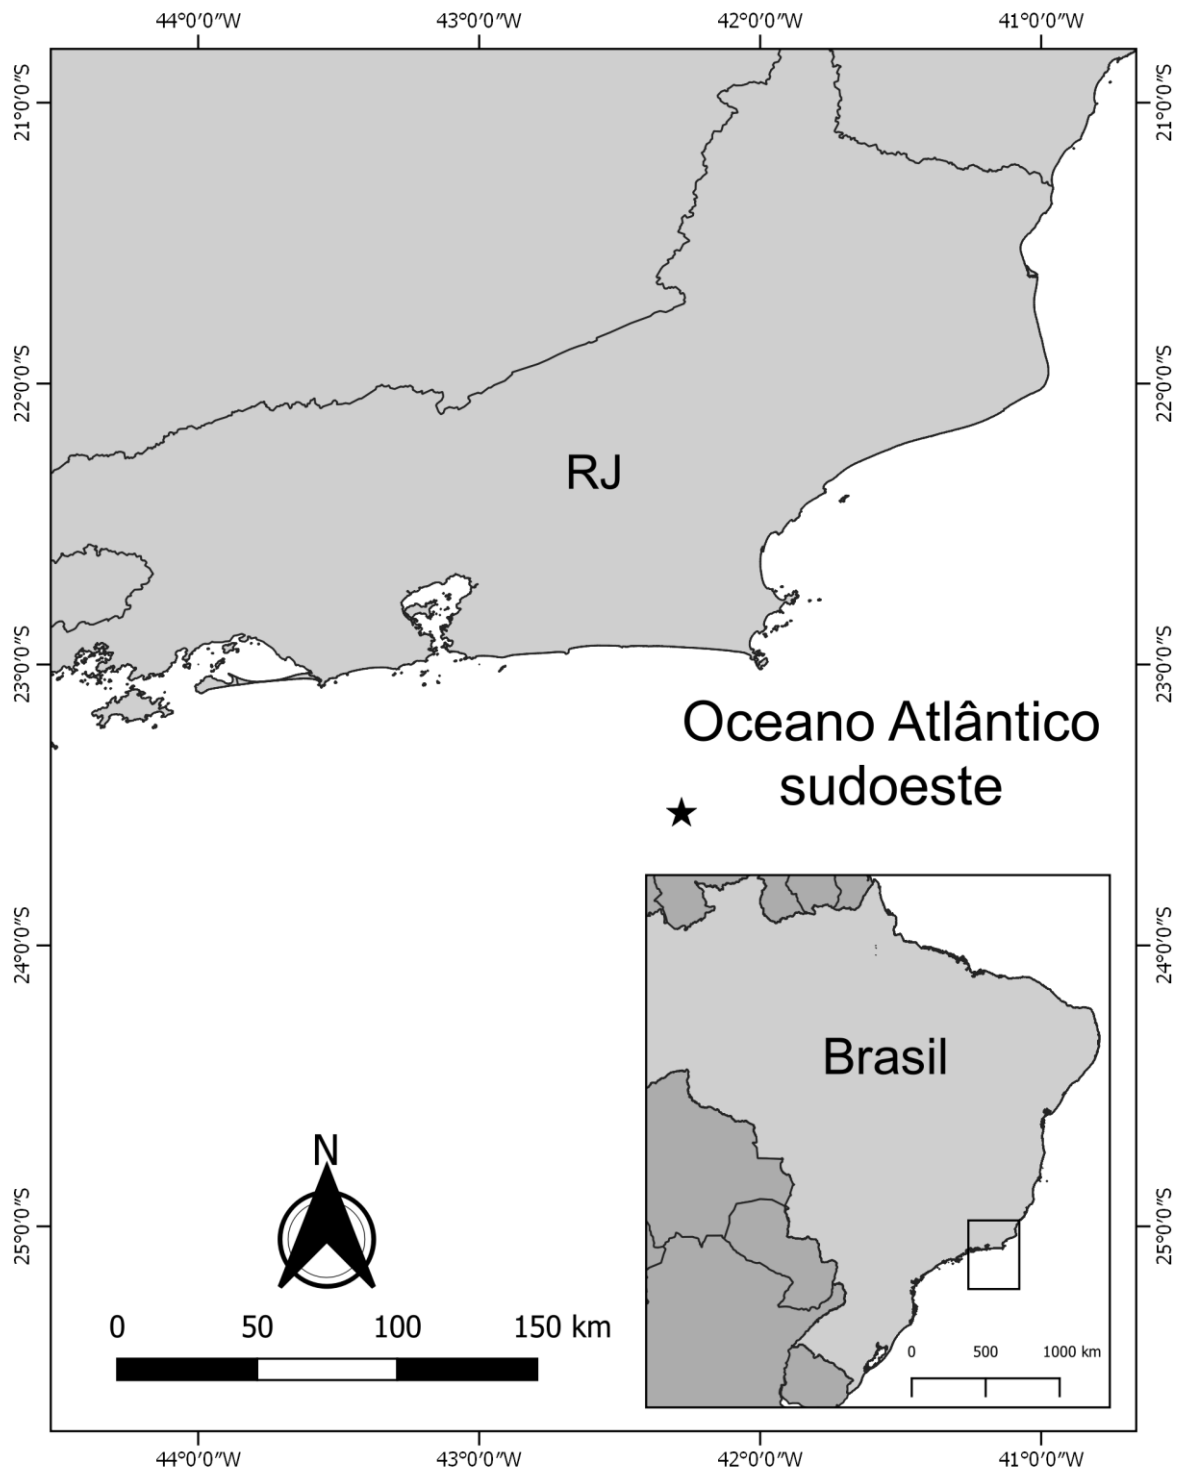 44°0′0″W 43°0′0″W 42°0′0″W 41°0′0″W
21°0′0″S 21°0′0″S
22°0′0″S 22°0′0″S
RJ
23°0′0″S 23°0′0″S
Oceano Atlântico
sudoeste
24°0′0″S 24°0′0″S
Brasil
N
25°0′0″S 25°0′0″S
0 50 100 150 km
0 500 1000 km
44°0′0″W 43°0′0″W 42°0′0″W 41°0′0″W